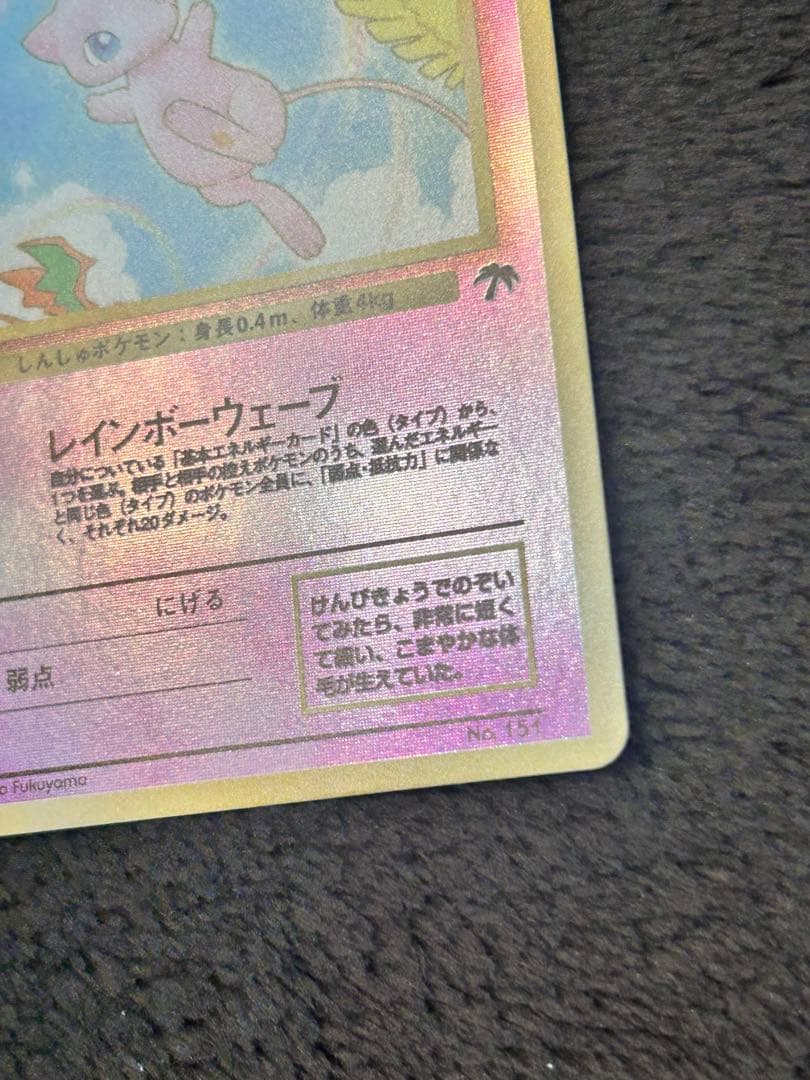 しんしゅポケモン：身長0.4m、体重4kg
レインボーウェーブ
自分についている「基本エネルギーカード」の色（タイプ）から、
1つを選ぶ。相手と相手の控えポケモンのうち、選んだエネルギー
と同じ色（タイプ）のポケモン全員に、「弱点・抵抗力」に関係な
く、それぞれ20ダメージ。
にげる
けんびきょうでのぞい
てみたら、非常に短く
て細い、こまやかな体
毛が生えていた。
弱点
No. 151
Fukuyama